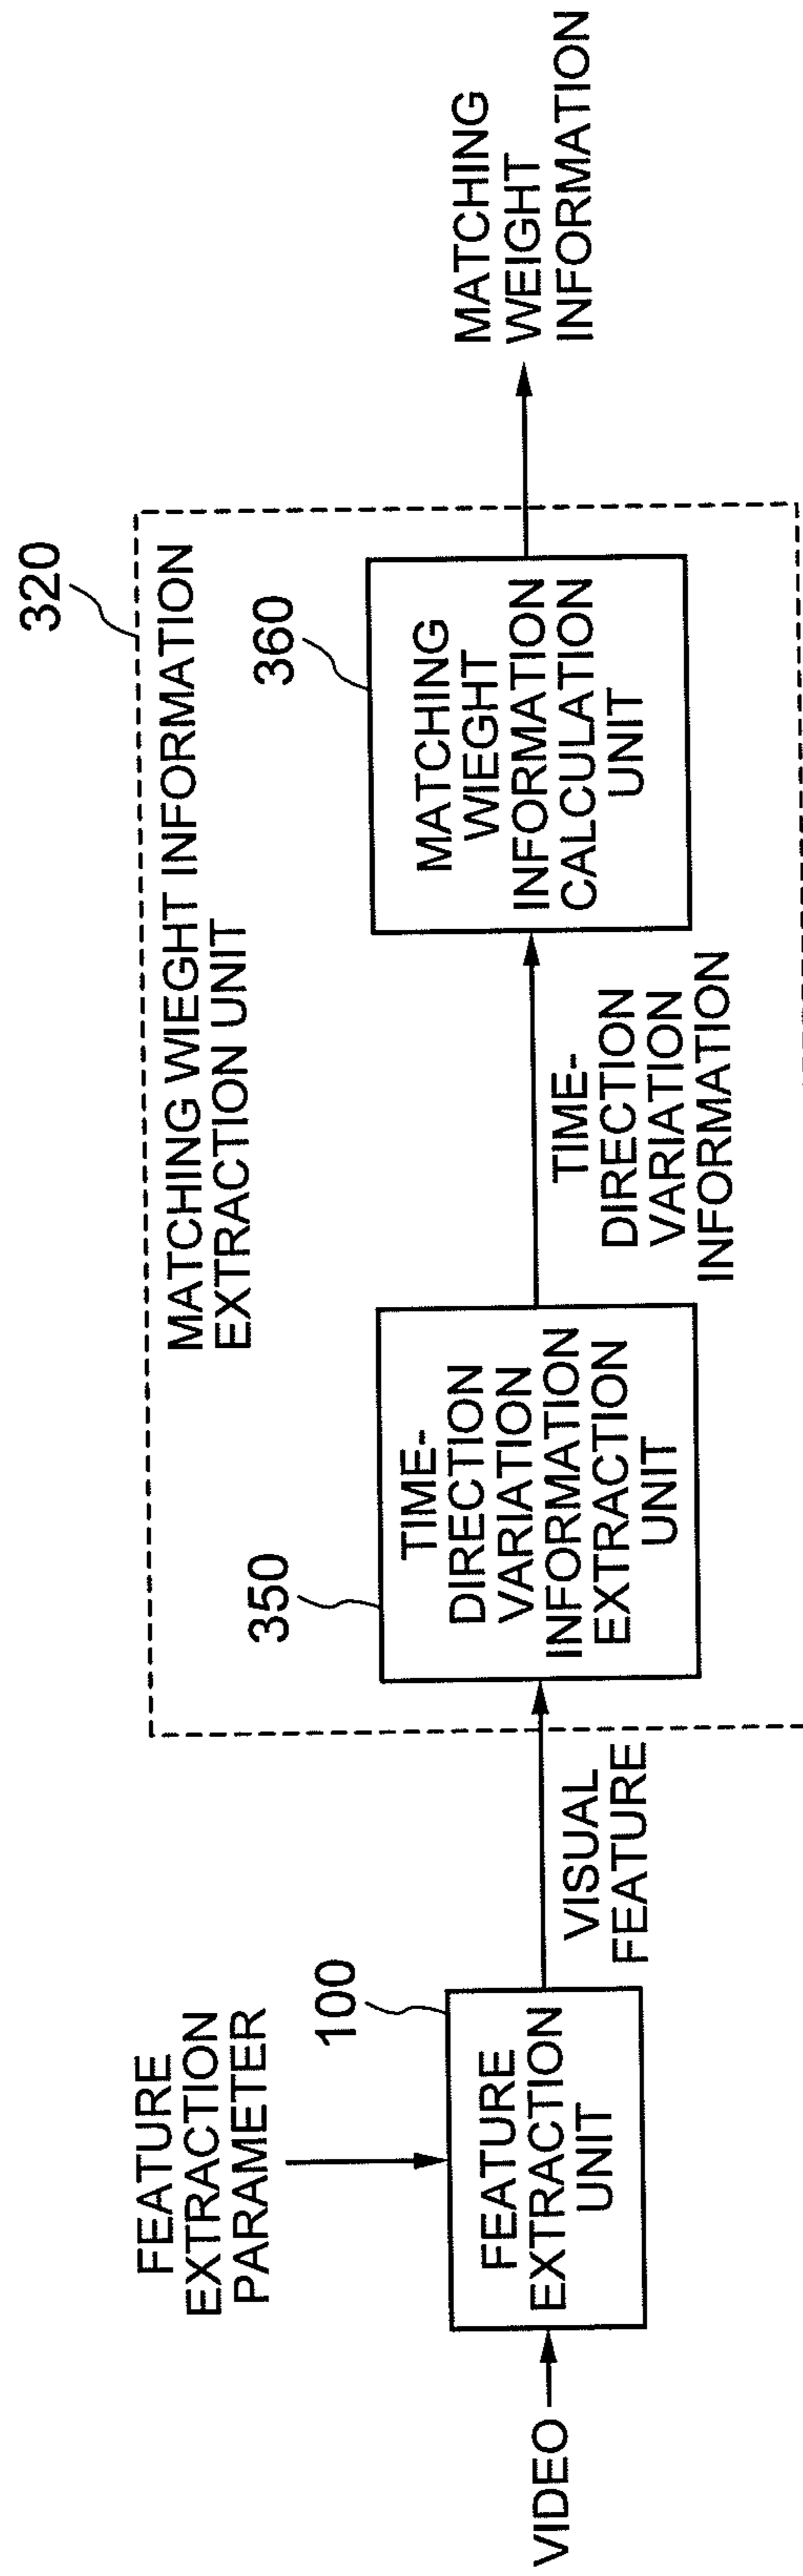 320
MATCHING WIEGHT INFORMATION
EXTRACTION UNIT
FEATURE
EXTRACTION
PARAMETER
VIDEO
100
FEATURE
EXTRACTION
UNIT
VISUAL
FEATURE
350
TIME-
DIRECTION
VARIATION
INFORMATION
EXTRACTION
UNIT
TIME-
DIRECTION
VARIATION
INFORMATION
360
MATCHING
WIEGHT
INFORMATION
CALCULATION
UNIT
MATCHING
WEIGHT
INFORMATION